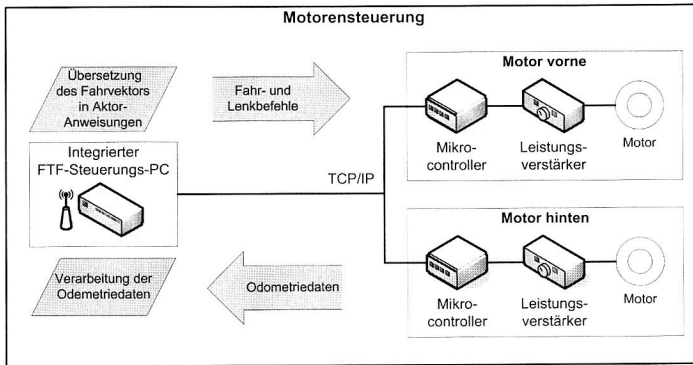 Motorensteuerung
Übersetzung
des Fahrvektors
in Aktor-
Anweisungen
Fahr- und
Lenkbefehle
Integrierter
FTF-Steuerungs-PC
TCP/IP
Verarbeitung der
Odemetriedaten
Odometriedaten
Motor vorne
Mikro-
controller
Leistungs-
verstärker
Motor
Motor hinten
Mikro-
controller
Leistungs-
verstärker
Motor